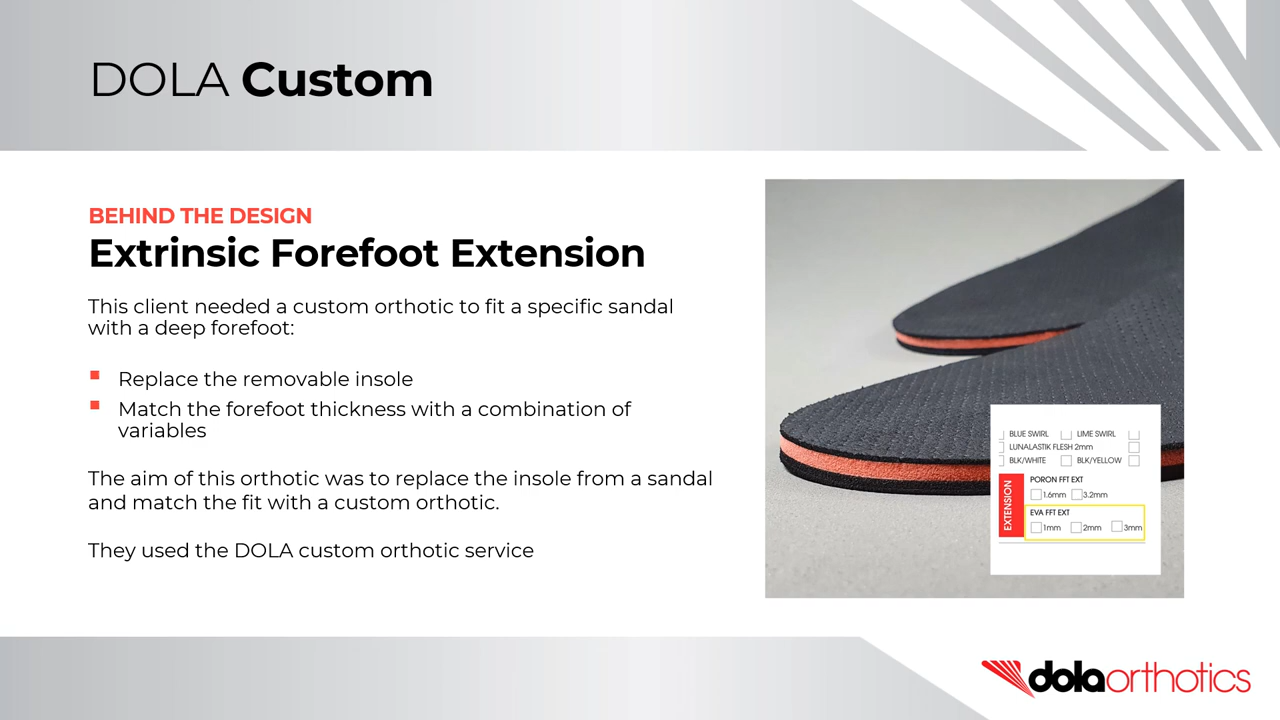 DOLA Custom
BEHIND THE DESIGN
Extrinsic Forefoot Extension
This client needed a custom orthotic to fit a specific sandal
with a deep forefoot:
Replace the removable insole
Match the forefoot thickness with a combination of
variables
The aim of this orthotic was to replace the insole from a sandal
and match the fit with a custom orthotic.
They used the DOLA custom orthotic service
BLUE SWIRL LIME SWIRL
LUNALASTIK FLESH 2mm
BLK/WHITE BLK/YELLOW
EXTENSION
PORON FFT EXT
1.6mm 3.2mm
EVA FFT EXT
1mm 2mm 3mm
dolaorthotics